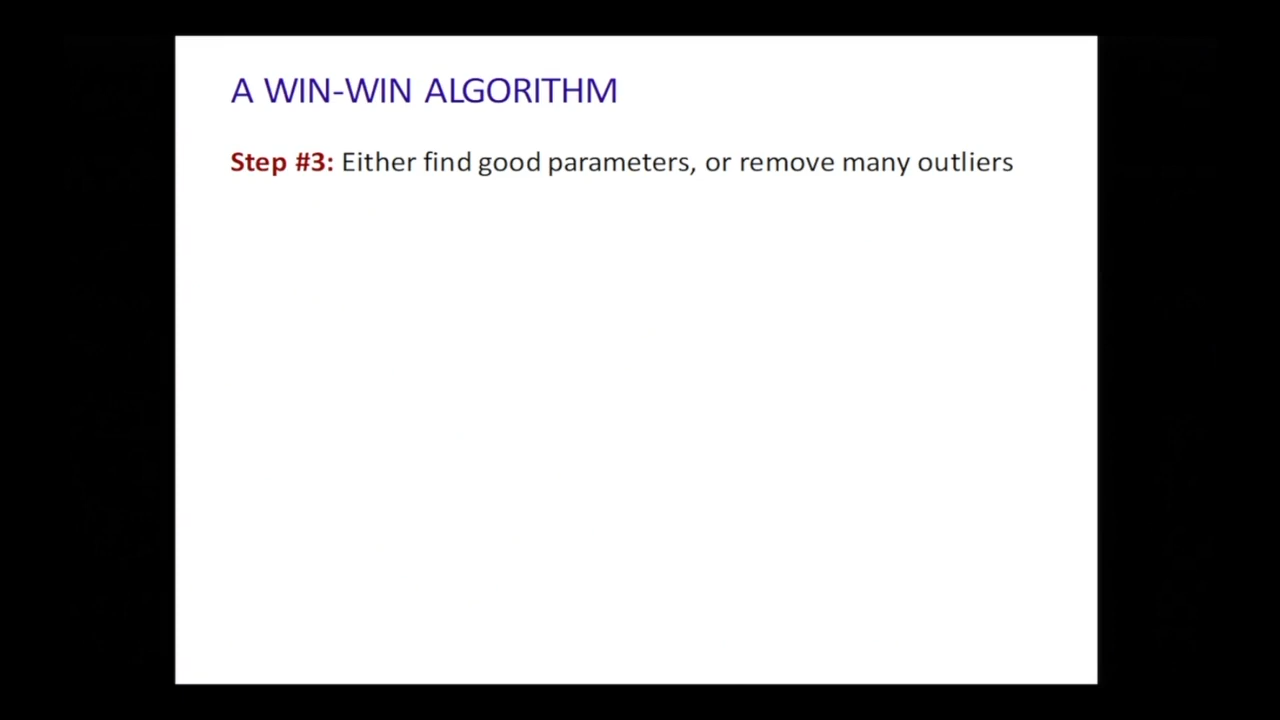 A WIN-WIN ALGORITHM
Step #3: Either find good parameters, or remove many outliers